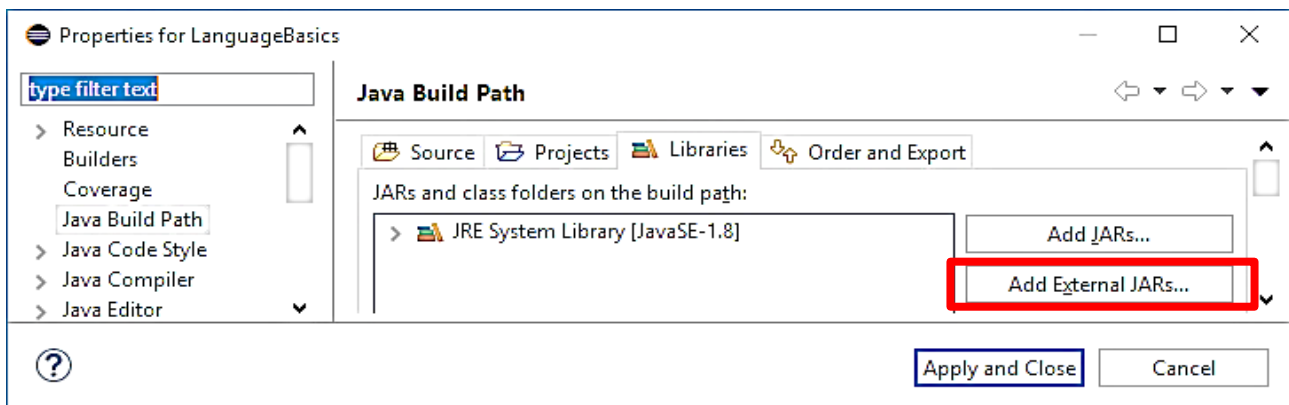 Properties for LanguageBasics
type filter text
Resource
Builders
Coverage
Java Build Path
Java Code Style
Java Compiler
Java Editor
Java Build Path
Source Projects Libraries Order and Export
JARs and class folders on the build path:
JRE System Library [JavaSE-1.8]
Add JARs...
Add External JARs...
?
Apply and Close Cancel